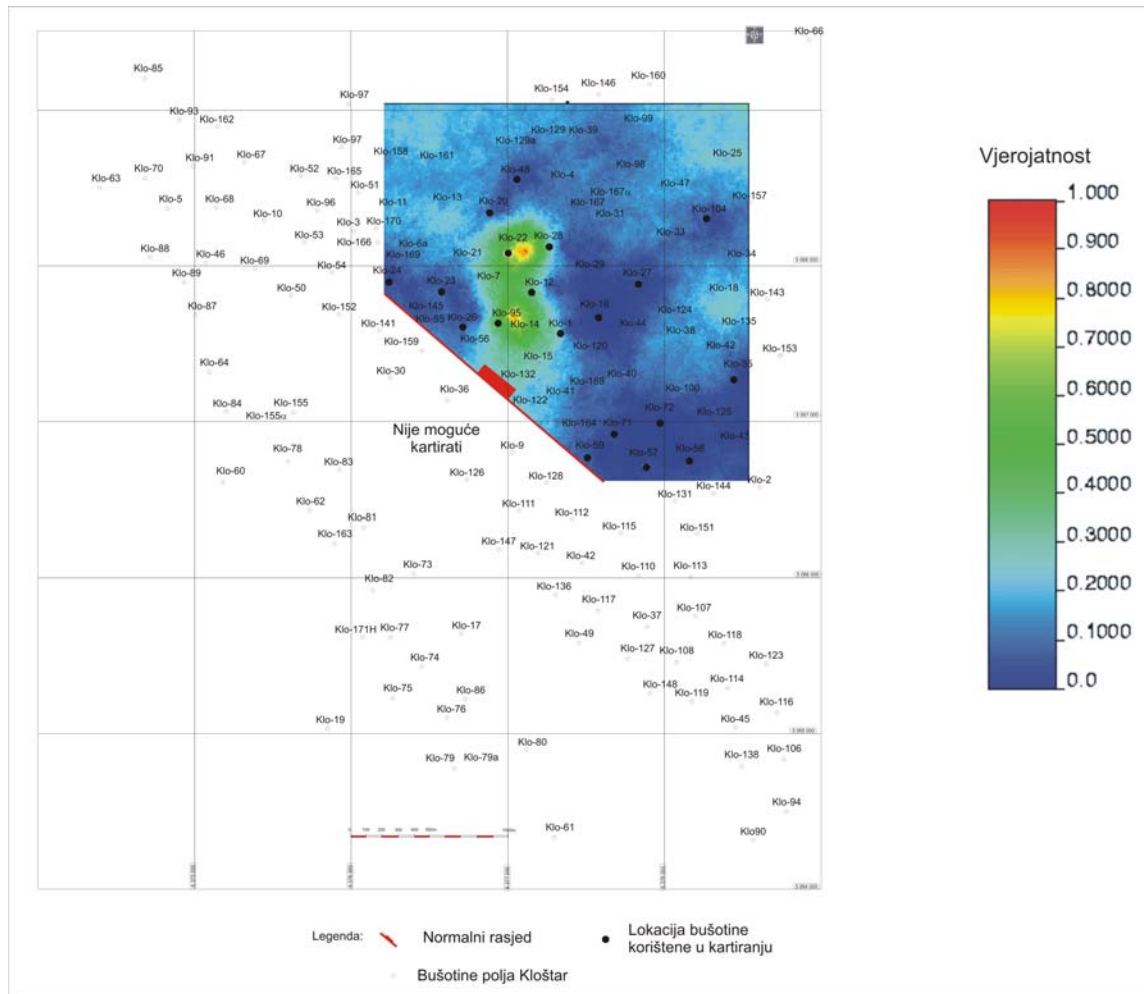 Klo-66
Klo-85
Klo-160
Klo-146
Klo-154
Klo-97
Klo-93
Klo-162
Klo-99
Klo-129
Klo-39
Klo-129a
Klo-97
Klo-158
Klo-161
Klo-25
Klo-91
Klo-67
Klo-98
Klo-70
Klo-52
Klo-165
Klo-48
Klo-4
Klo-63
Klo-51
Klo-47
Klo-167α
Klo-157
Klo-5
Klo-68
Klo-96
Klo-11
Klo-13
Klo-20
Klo-167
Klo-31
Klo-104
Klo-10
Klo-3
Klo-170
Klo-33
Klo-53
Klo-166
Klo-6a
Klo-22
Klo-28
Klo-88
Klo-46
Klo-169
Klo-21
Klo-34
Klo-69
Klo-54
Klo-29
Klo-89
Klo-24
Klo-7
Klo-27
Klo-50
Klo-23
Klo-12
Klo-18
Klo-143
Klo-87
Klo-152
Klo-145
Klo-16
Klo-124
Klo-141
Klo-55
Klo-26
Klo-95
Klo-14
Klo-1
Klo-44
Klo-38
Klo-135
Klo-159
Klo-56
Klo-120
Klo-42
Klo-153
Klo-64
Klo-30
Klo-15
Klo-132
Klo-168
Klo-40
Klo-35
Klo-36
Klo-122
Klo-41
Klo-100
Klo-84
Klo-155
Klo-155α
Klo-164
Klo-71
Klo-72
Klo-125
Nije moguće
kartirati
Klo-43
Klo-78
Klo-83
Klo-9
Klo-59
Klo-57
Klo-58
Klo-60
Klo-126
Klo-128
Klo-2
Klo-144
Klo-131
Klo-62
Klo-111
Klo-81
Klo-112
Klo-163
Klo-115
Klo-151
Klo-147
Klo-121
Klo-42
Klo-73
Klo-110
Klo-113
Klo-82
Klo-136
Klo-117
Klo-107
Klo-37
Klo-171H
Klo-77
Klo-17
Klo-49
Klo-118
Klo-74
Klo-127
Klo-108
Klo-123
Klo-75
Klo-86
Klo-148
Klo-119
Klo-114
Klo-76
Klo-116
Klo-19
Klo-45
Klo-80
Klo-79
Klo-79a
Klo-138
Klo-106
Klo-94
Klo-61
Klo90
Vjerojatnost
1.000
0.9000
0.8000
0.7000
0.6000
0.5000
0.4000
0.3000
0.2000
0.1000
0.0
Legenda:
Normalni rasjed
Lokacija bušotine
korištene u kartiranju
Bušotine polja Kloštar